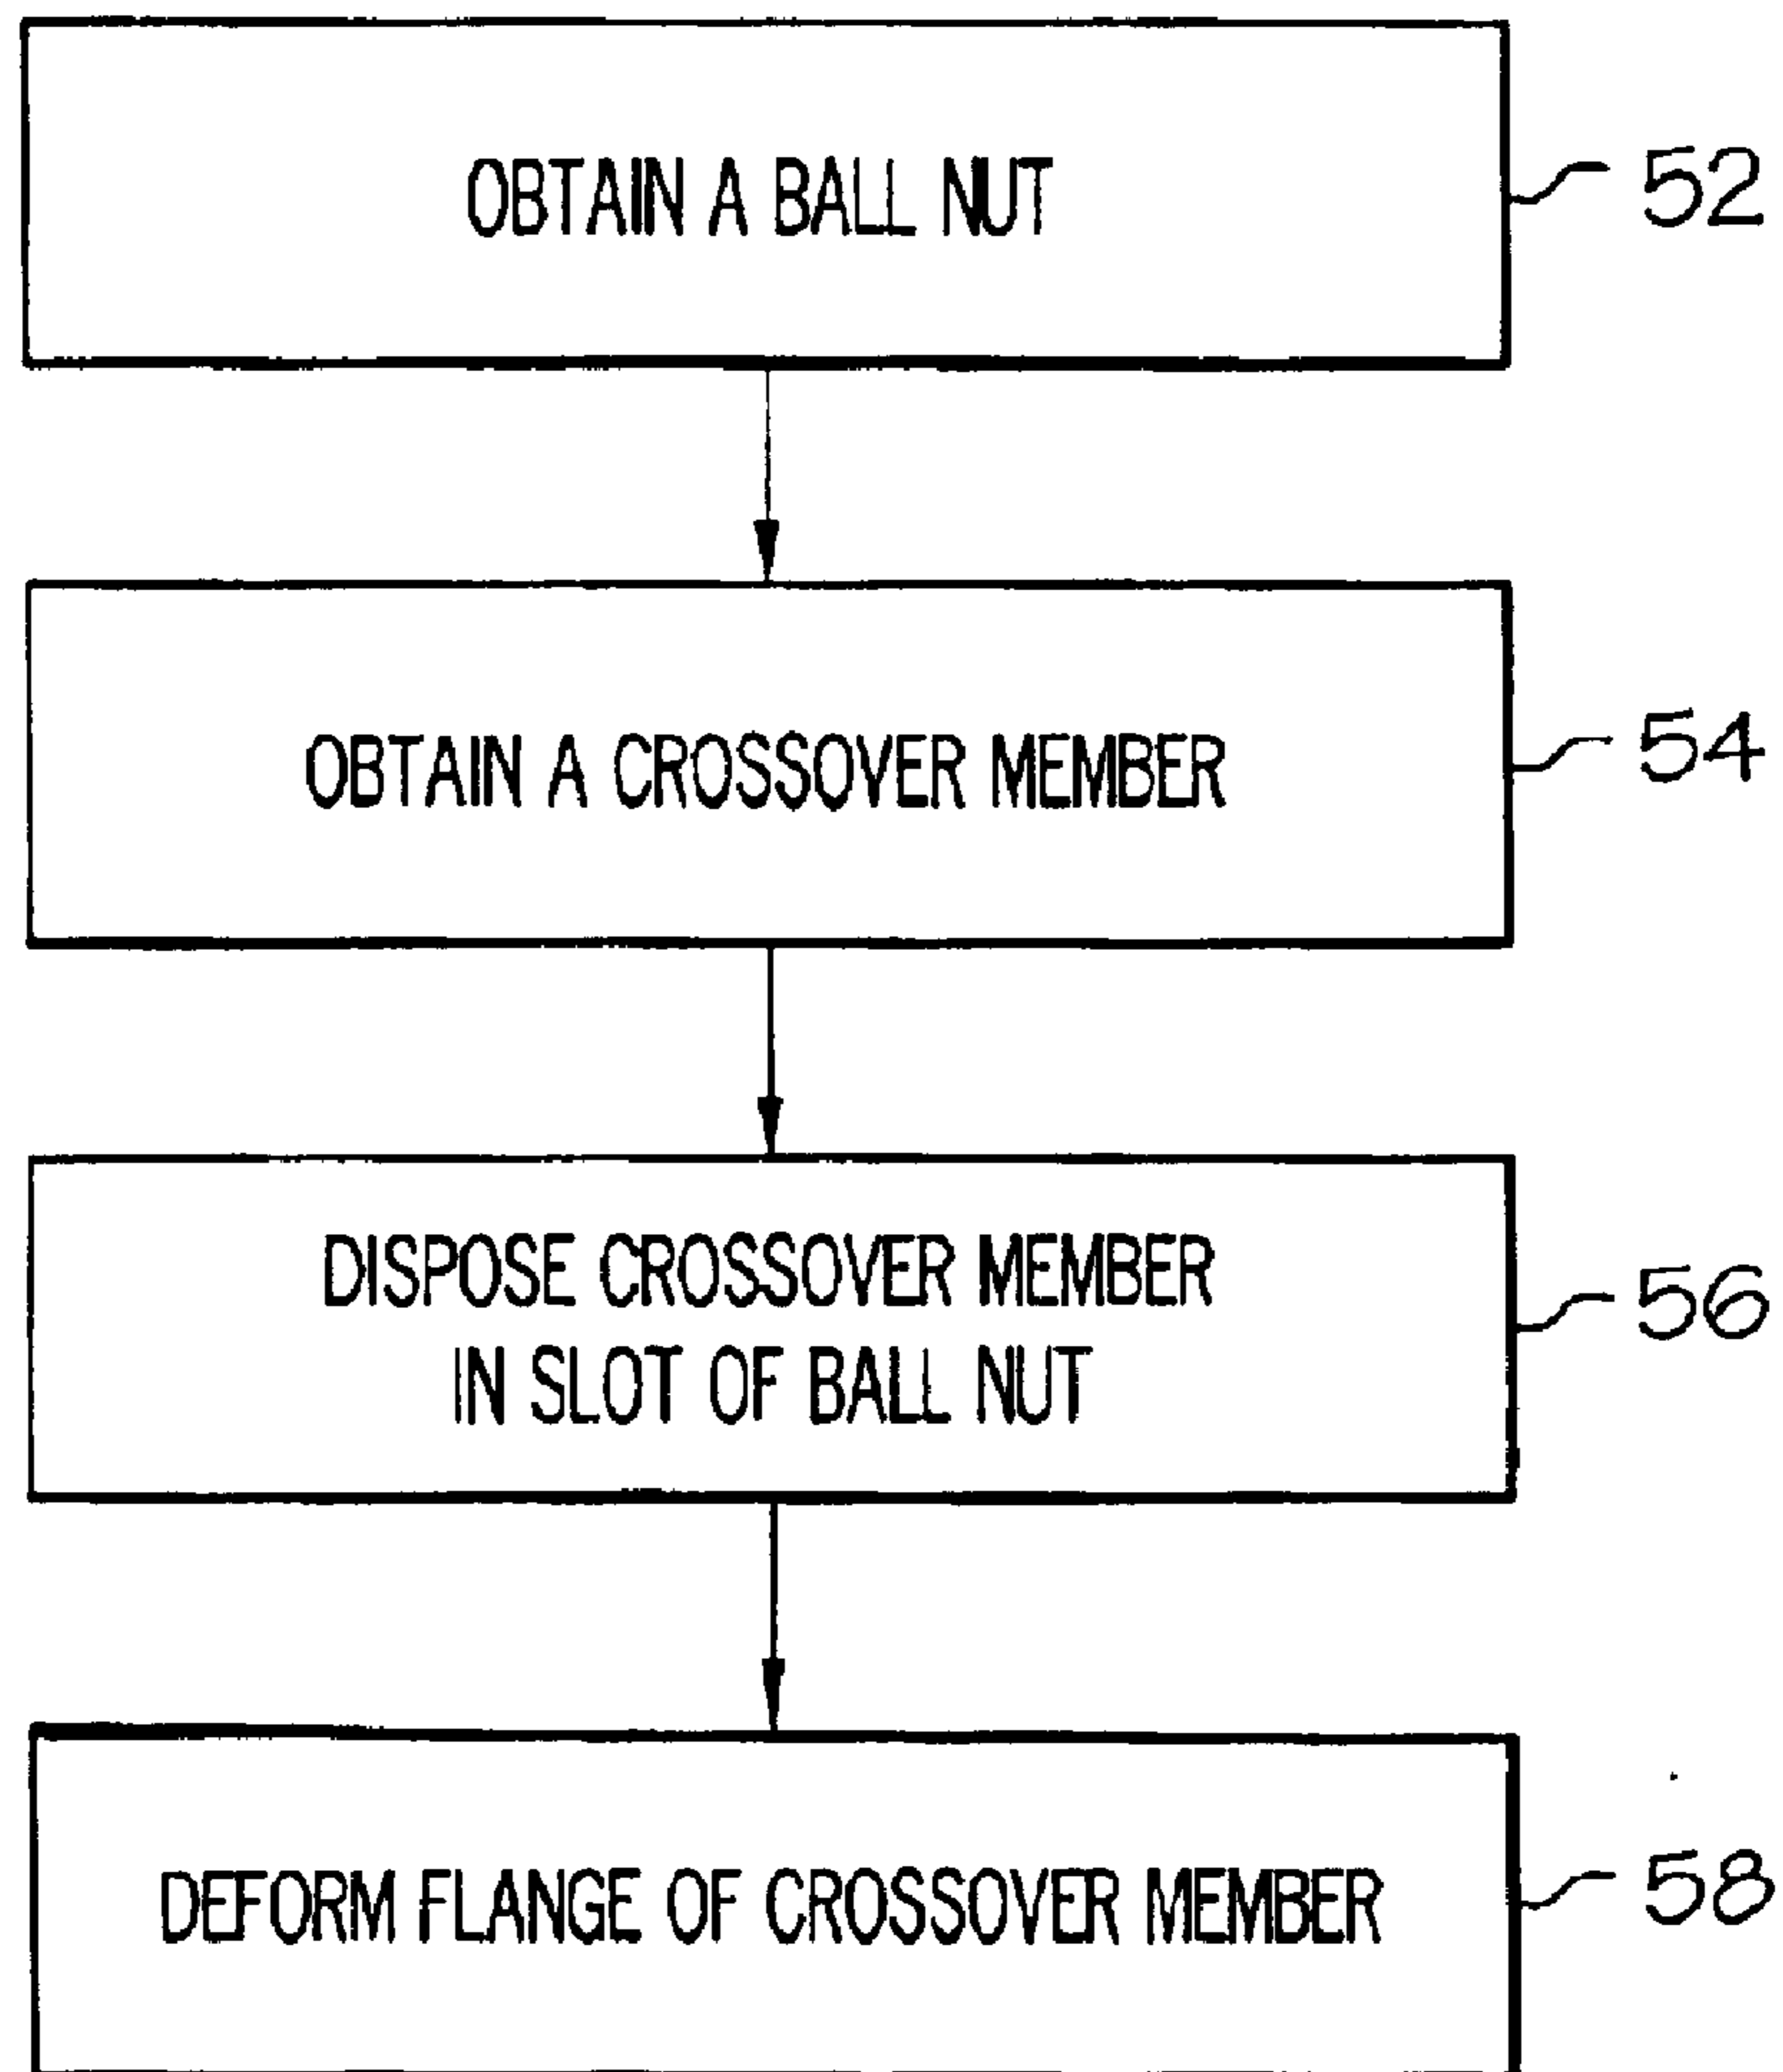 OBTAIN A BALL NUT
52
OBTAIN A CROSSOVER MEMBER
54
DISPOSE CROSSOVER MEMBER
IN SLOT OF BALL NUT
56
DEFORM FLANGE OF CROSSOVER MEMBER
58